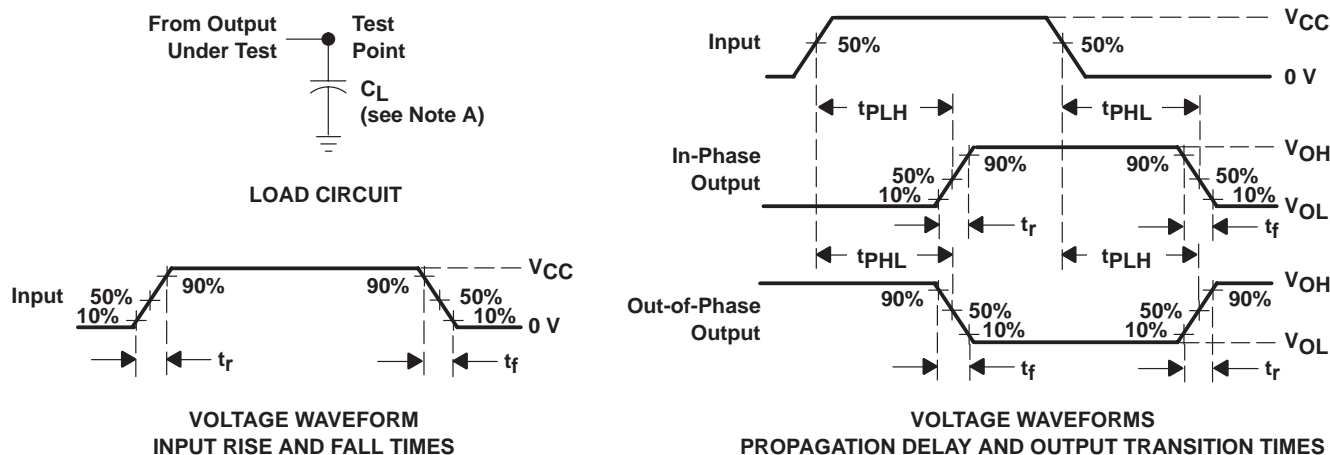 From Output
Under Test
Test
Point
CL
(see Note A)
LOAD CIRCUIT
Input
50%
10%
90%
90%
50%
10%
VCC
0 V
tr
tf
VOLTAGE WAVEFORM
INPUT RISE AND FALL TIMES
Input
50%
50%
VCC
0 V
tPLH
tPHL
In-Phase
Output
50%
10%
90%
90%
50%
10%
VOH
VOL
tr
tf
tPHL
tPLH
Out-of-Phase
Output
90%
50%
10%
50%
10%
90%
VOH
VOL
tf
tr
VOLTAGE WAVEFORMS
PROPAGATION DELAY AND OUTPUT TRANSITION TIMES